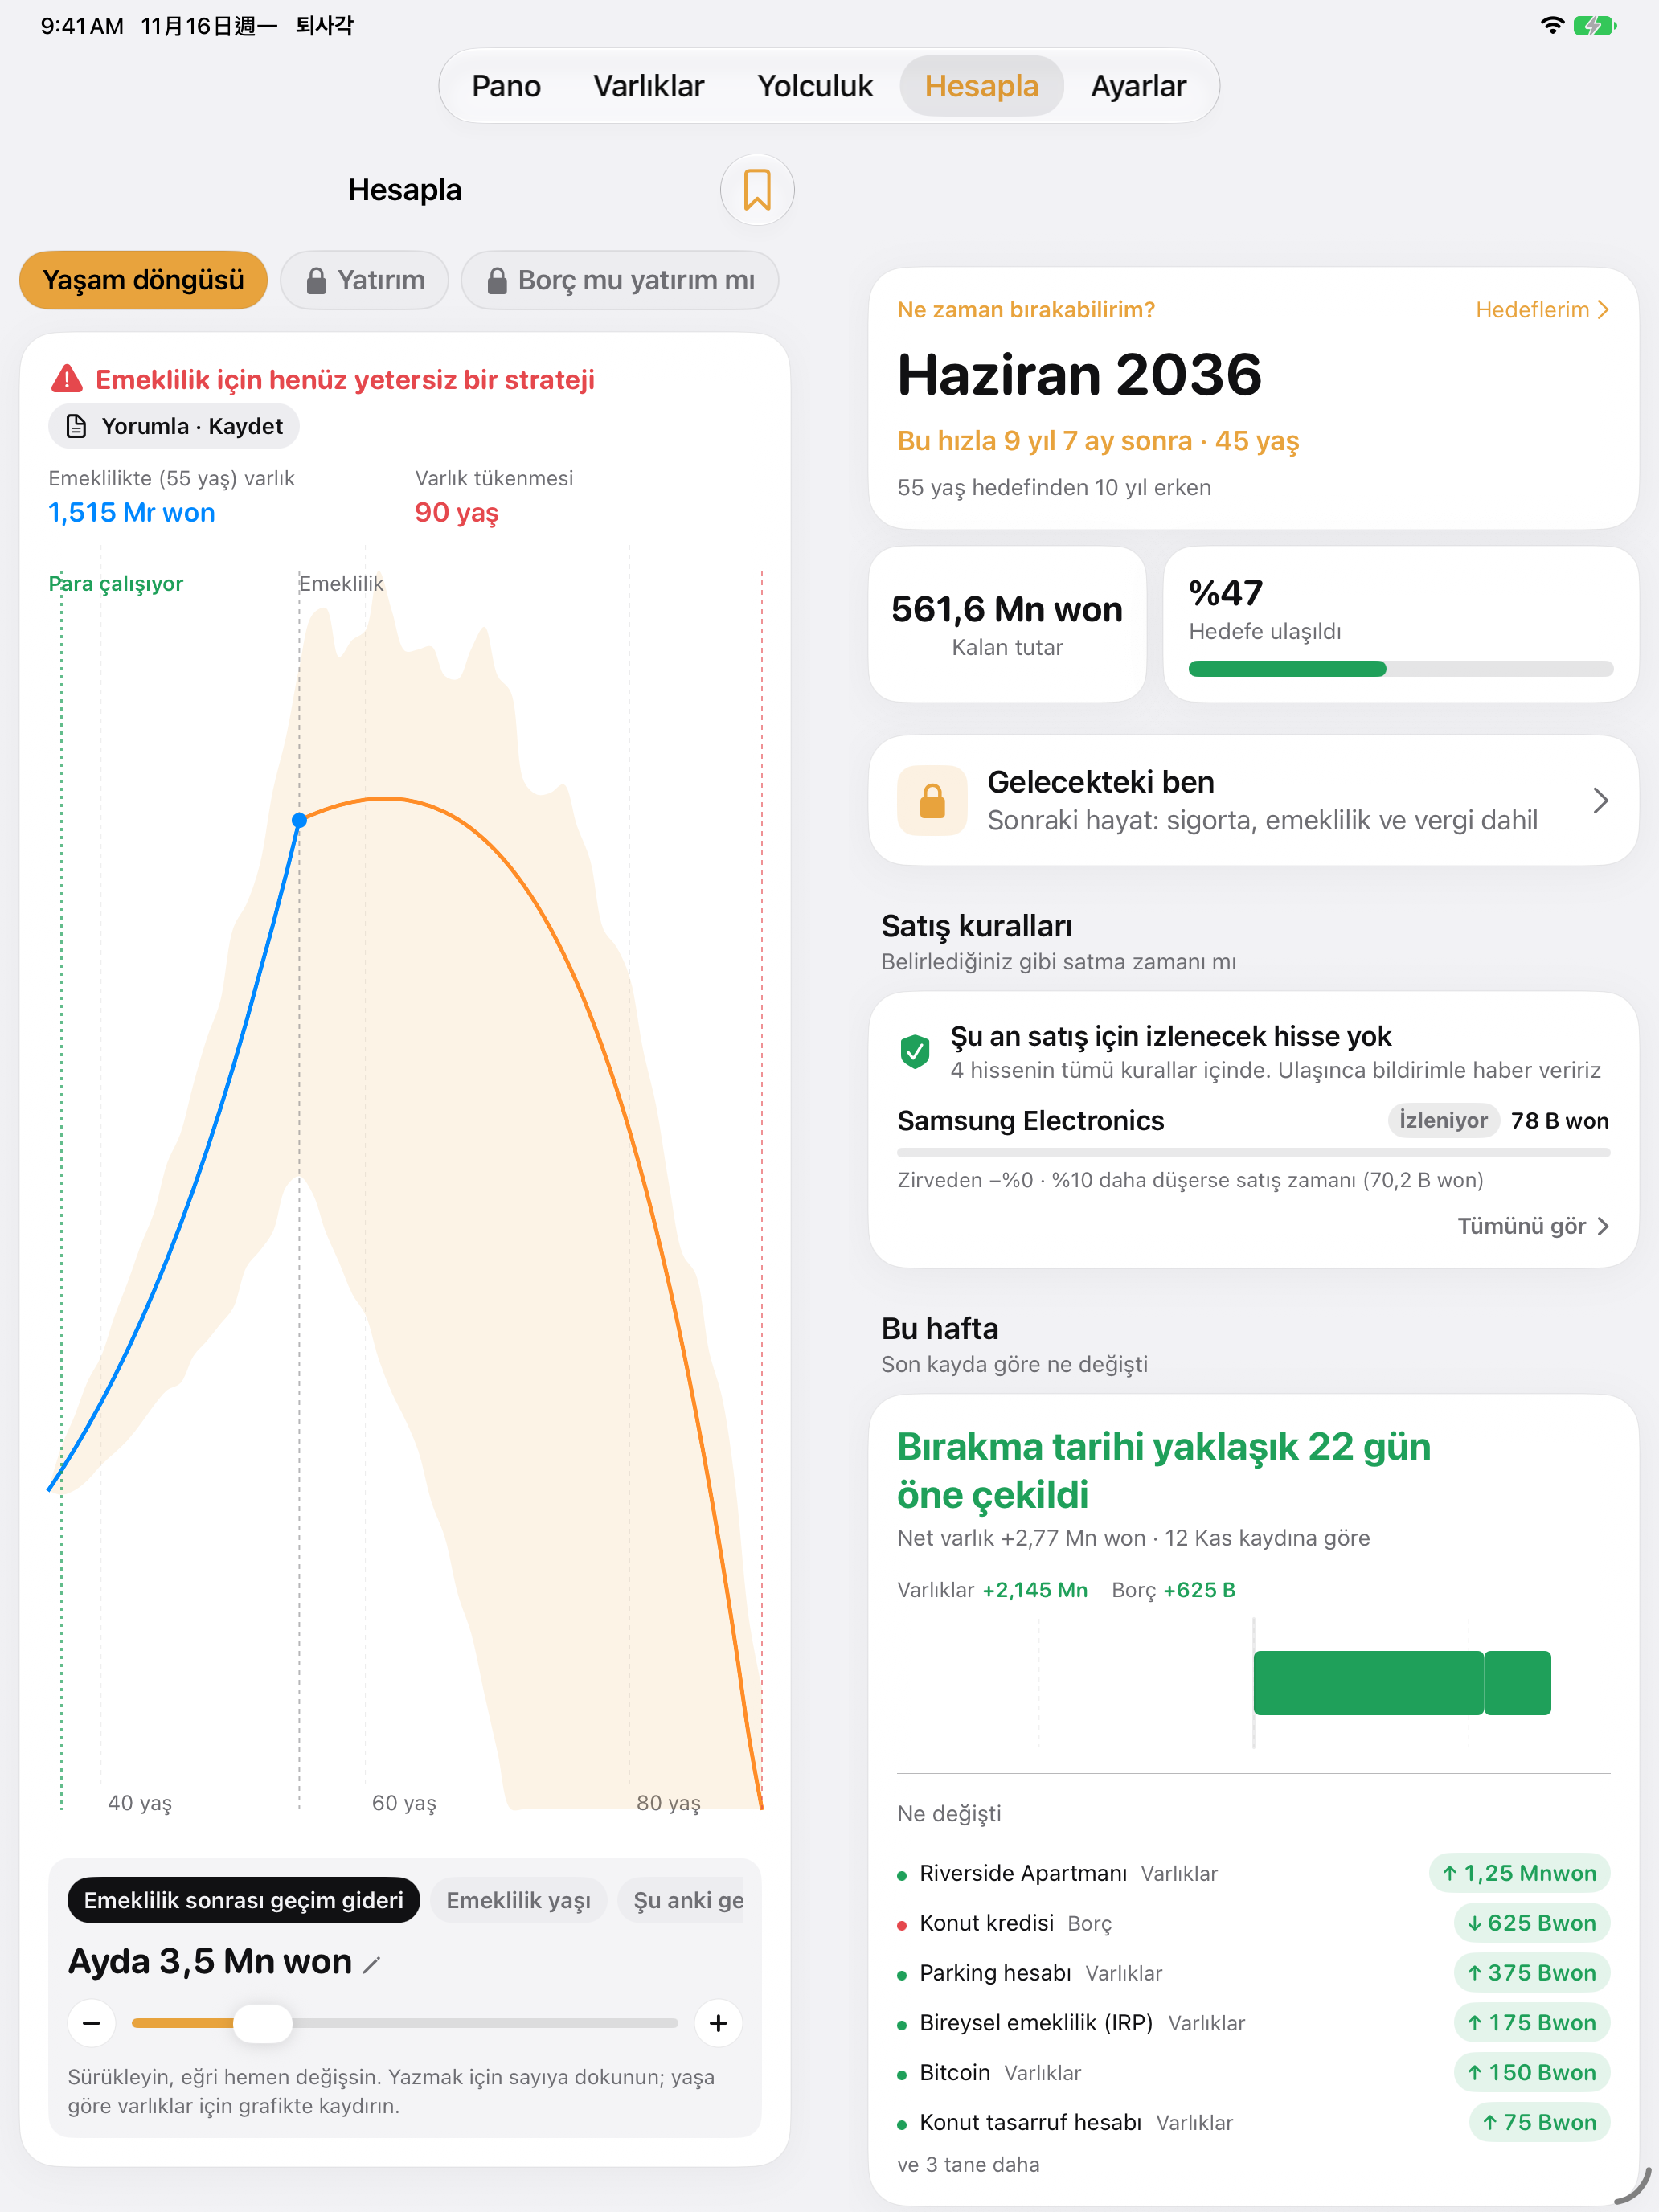 9:41 AM 11月16日週一 퇴사각
Pano Varlıklar Yolculuk Hesapla Ayarlar
Hesapla
Yaşam döngüsü Yatırım Borç mu yatırım mı
Emeklilik için henüz yetersiz bir strateji
Yorumla · Kaydet
Emeklilikte (55 yaş) varlık Varlık tükenmesi
1,515 Mr won 90 yaş
Para çalışıyor Emeklilik
40 yaş 60 yaş 80 yaş
Emeklilik sonrası geçim gideri Emeklilik yaşı Şu anki ge
Ayda 3,5 Mn won
Sürükleyin, eğri hemen değişsin. Yazmak için sayıya dokunun; yaşa
göre varlıklar için grafikte kaydırın.
Ne zaman bırakabilirim? Hedeflerim
Haziran 2036
Bu hızla 9 yıl 7 ay sonra · 45 yaş
55 yaş hedefinden 10 yıl erken
561,6 Mn won
Kalan tutar
%47
Hedefe ulaşıldı
Gelecekteki ben
Sonraki hayat: sigorta, emeklilik ve vergi dahil
Satış kuralları
Belirlediğiniz gibi satma zamanı mı
Şu an satış için izlenecek hisse yok
4 hissenin tümü kurallar içinde. Ulaşınca bildirimle haber veririz
Samsung Electronics İzleniyor 78 B won
Zirveden −%0 · %10 daha düşerse satış zamanı (70,2 B won)
Tümünü gör
Bu hafta
Son kayda göre ne değişti
Bırakma tarihi yaklaşık 22 gün
öne çekildi
Net varlık +2,77 Mn won · 12 Kas kaydına göre
Varlıklar +2,145 Mn Borç +625 B
Ne değişti
Riverside Apartmanı Varlıklar ↑ 1,25 Mnwon
Konut kredisi Borç ↓ 625 Bwon
Parking hesabı Varlıklar ↑ 375 Bwon
Bireysel emeklilik (IRP) Varlıklar ↑ 175 Bwon
Bitcoin Varlıklar ↑ 150 Bwon
Konut tasarruf hesabı Varlıklar ↑ 75 Bwon
ve 3 tane daha